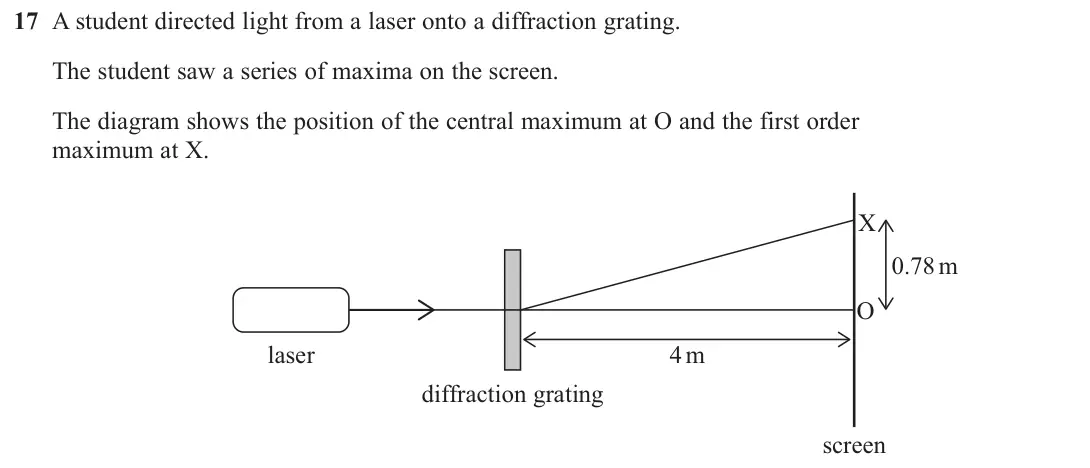 17 A student directed light from a laser onto a diffraction grating.
The student saw a series of maxima on the screen.
The diagram shows the position of the central maximum at O and the first order
maximum at X.
X
0.78 m
O
laser
4 m
diffraction grating
screen